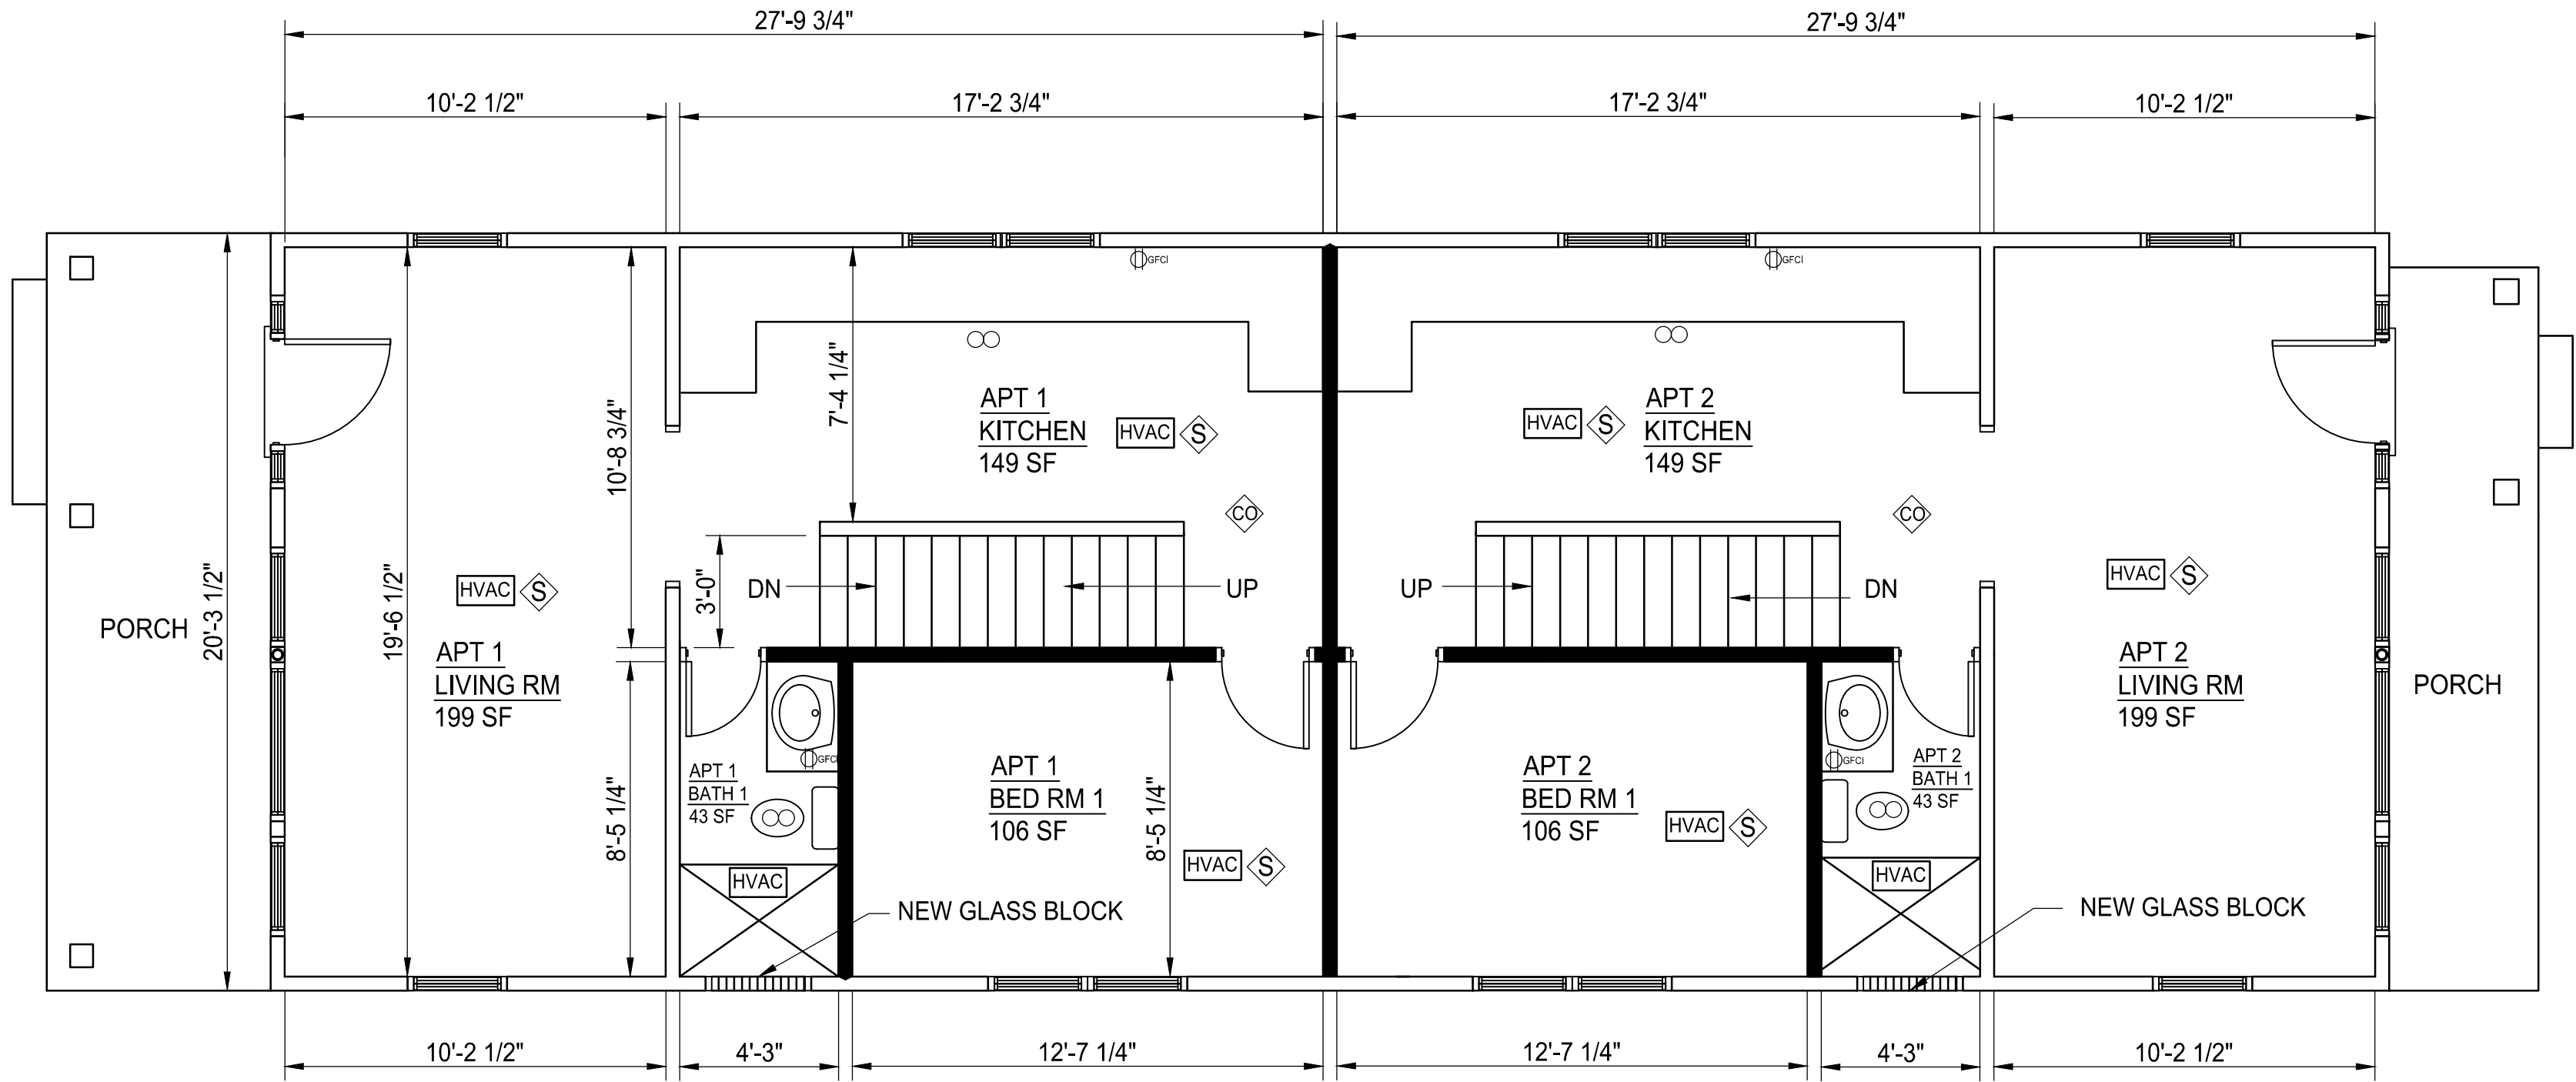 27'-9 3/4"
27'-9 3/4"
10'-2 1/2"
17'-2 3/4"
17'-2 3/4"
10'-2 1/2"
GFCI
GFCI
7'-4 1/4"
10'-8 3/4"
APT 1
KITCHEN
149 SF
HVAC
S
HVAC
S
APT 2
KITCHEN
149 SF
CO
CO
3'-0"
DN
UP
UP
DN
HVAC
S
HVAC
S
PORCH
20'-3 1/2"
19'-6 1/2"
APT 1
LIVING RM
199 SF
APT 2
LIVING RM
199 SF
PORCH
GFCI
GFCI
APT 1
BATH 1
43 SF
8'-5 1/4"
APT 1
BED RM 1
106 SF
8'-5 1/4"
HVAC
S
APT 2
BED RM 1
106 SF
HVAC
S
APT 2
BATH 1
43 SF
HVAC
HVAC
NEW GLASS BLOCK
NEW GLASS BLOCK
10'-2 1/2"
4'-3"
12'-7 1/4"
12'-7 1/4"
4'-3"
10'-2 1/2"